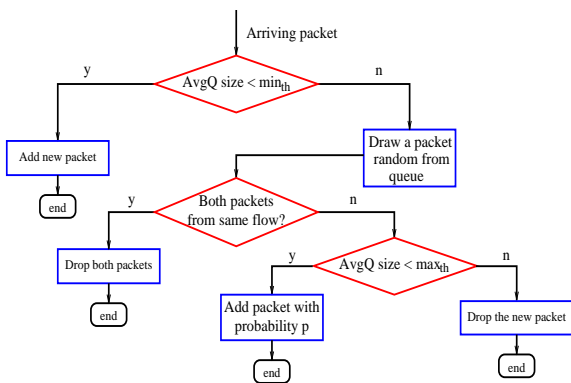 Arriving packet
y
AvgQ size < min_th
n
Add new packet
Draw a packet
random from
queue
end
y
Both packets
from same flow?
n
Drop both packets
y
AvgQ size < max_th
n
end
Add packet with
probability p
Drop the new packet
end
end